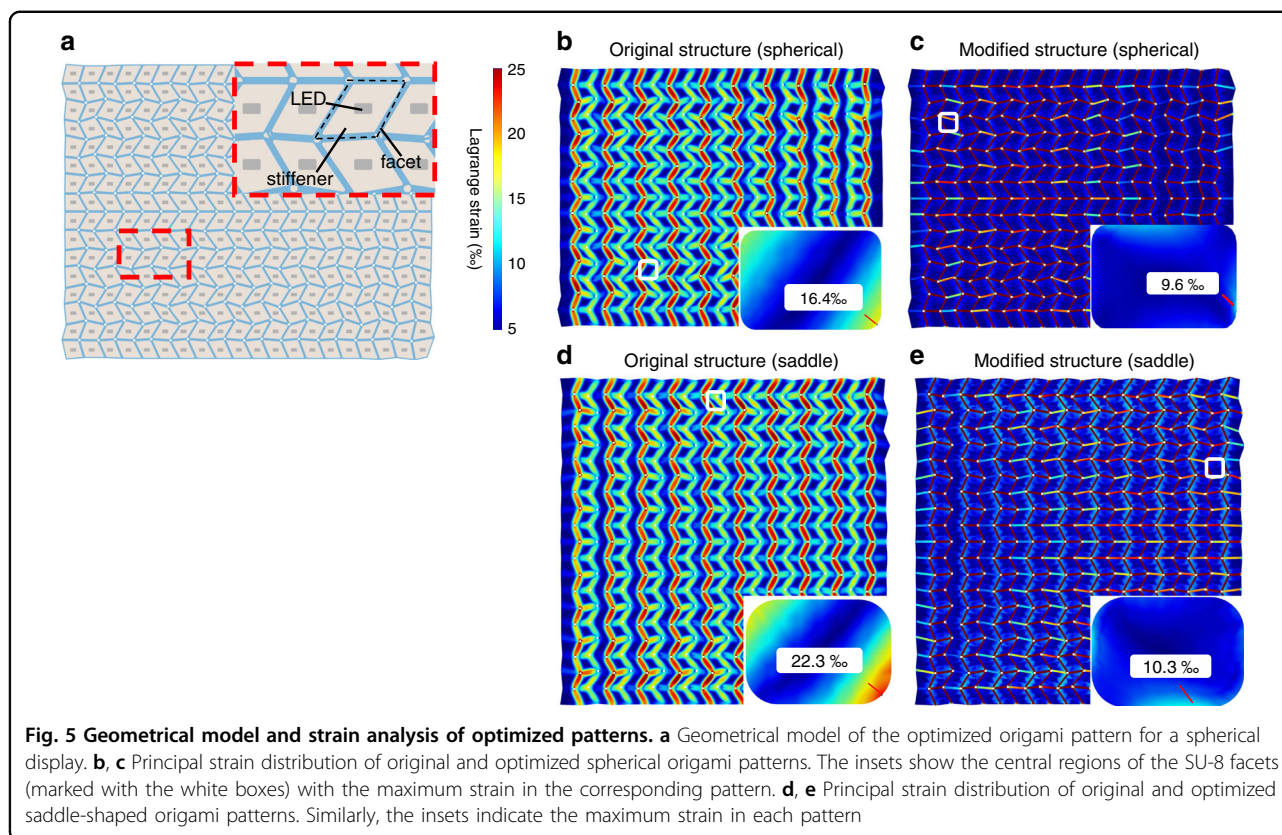 a
LED
stiffener
facet
Lagrange strain (‰)
25
20
15
10
5
b
Original structure (spherical)
16.4‰
c
Modified structure (spherical)
9.6 ‰
d
Original structure (saddle)
22.3 ‰
e
Modified structure (saddle)
10.3 ‰
Fig. 5 Geometrical model and strain analysis of optimized patterns. a Geometrical model of the optimized origami pattern for a spherical
display. b, c Principal strain distribution of original and optimized spherical origami patterns. The insets show the central regions of the SU-8 facets
(marked with the white boxes) with the maximum strain in the corresponding pattern. d, e Principal strain distribution of original and optimized
saddle-shaped origami patterns. Similarly, the insets indicate the maximum strain in each pattern